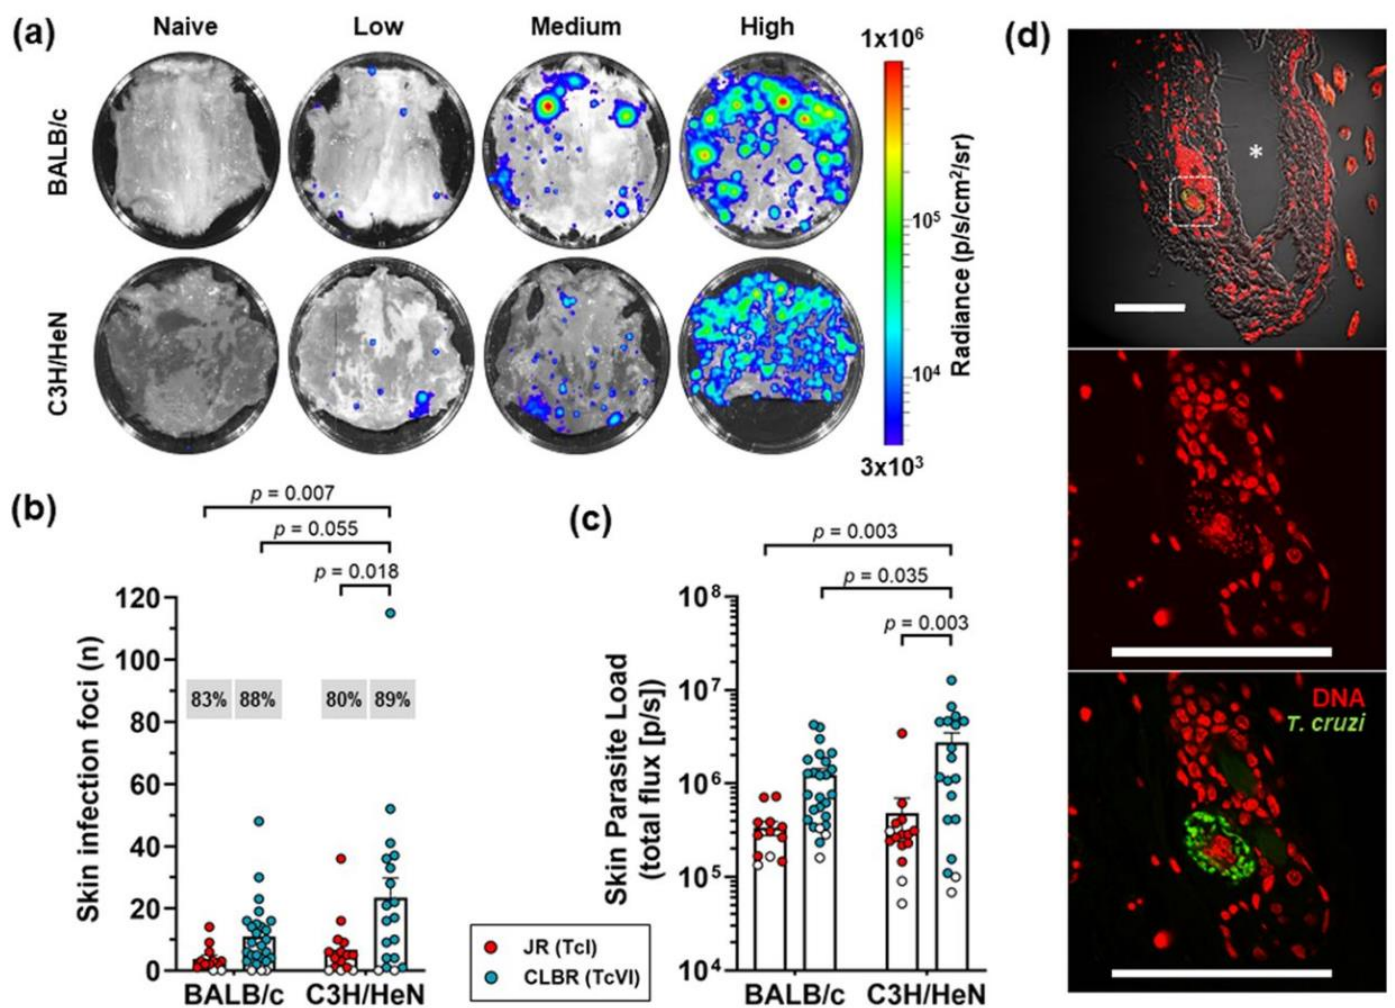 (a)
Naive
Low
Medium
High
BALB/c
C3H/HeN
1x10⁶
10⁵
10⁴
3x10³
Radiance (p/s/cm²/sr)
(b)
p = 0.007
p = 0.055
p = 0.018
Skin infection foci (n)
120
100
80
60
40
20
0
83%
88%
80%
89%
BALB/c
C3H/HeN
JR (TcI)
CLBR (TcVI)
(c)
p = 0.003
p = 0.035
p = 0.003
Skin Parasite Load
(total flux [p/s])
10⁸
10⁷
10⁶
10⁵
10⁴
BALB/c
C3H/HeN
(d)
*
DNA
T. cruzi